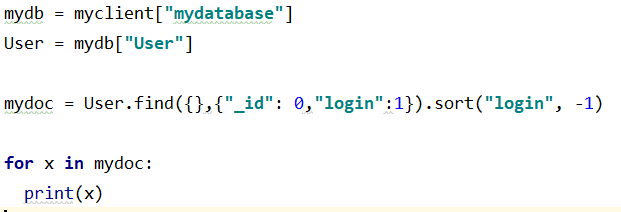 mydb = myclient["mydatabase"]
User = mydb["User"]
mydoc = User.find({},{"_id": 0,"login":1}).sort("login", -1)
for x in mydoc:
  print(x)